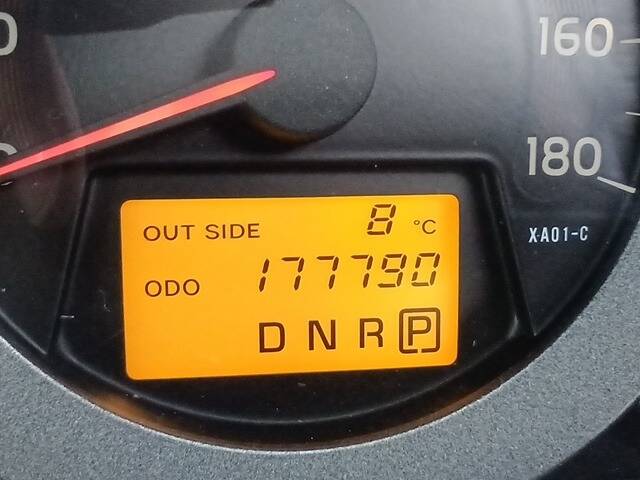 160
180
XA01-C
OUT SIDE 8 °C
ODO 177790
D N R P